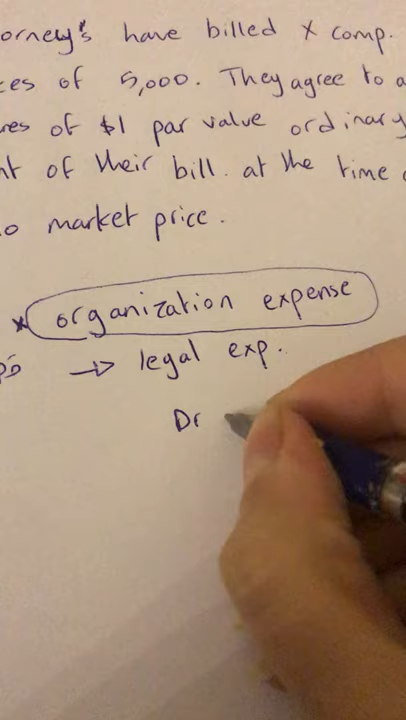 orney's have billed X comp.
ces of 5,000. They agree to a
res of $1 par value ordinary
nt of their bill. at the time
o market price.
* organization expense
→ legal exp.
Dr